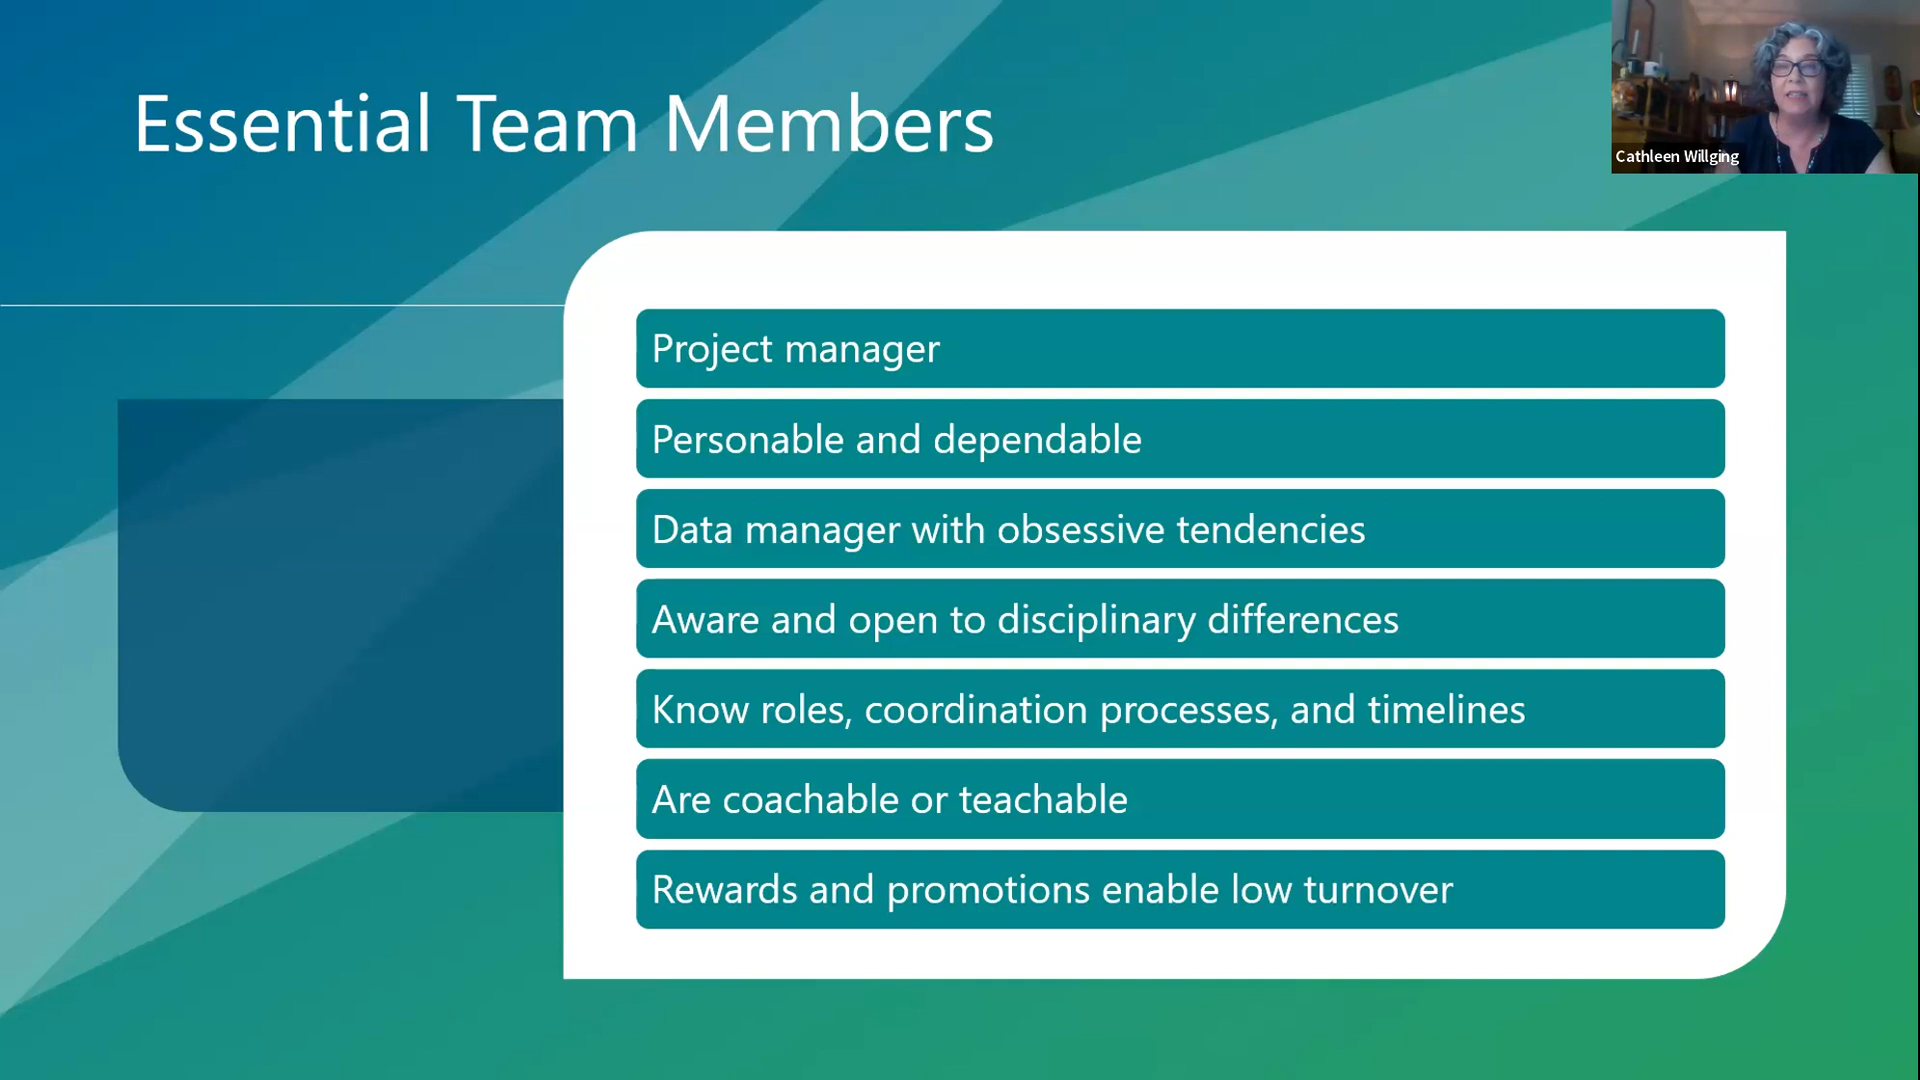 Essential Team Members
Cathleen Willging
Project manager
Personable and dependable
Data manager with obsessive tendencies
Aware and open to disciplinary differences
Know roles, coordination processes, and timelines
Are coachable or teachable
Rewards and promotions enable low turnover